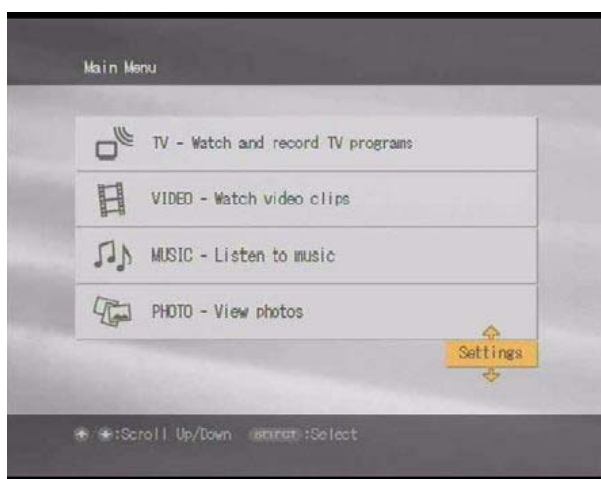 Main Menu
TV - Watch and record TV programs
VIDEO - Watch video clips
MUSIC - Listen to music
PHOTO - View photos
Settings
:Scroll Up/Down SELECT :Select